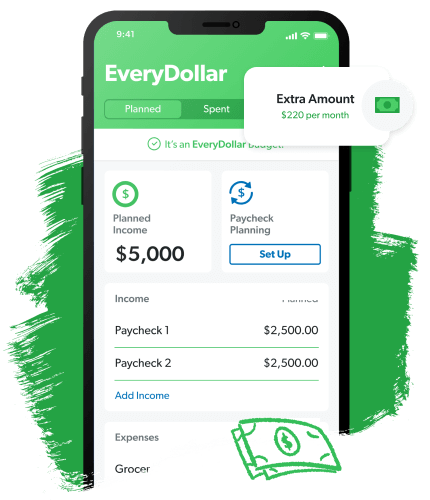 9:41
EveryDollar
Extra Amount
$220 per month
Planned Spent
It's an EveryDollar Budget!
Planned
Income
$5,000
Paycheck
Planning
Set Up
Income Planned
Paycheck 1 $2,500.00
Paycheck 2 $2,500.00
Add Income
Expenses
Grocer